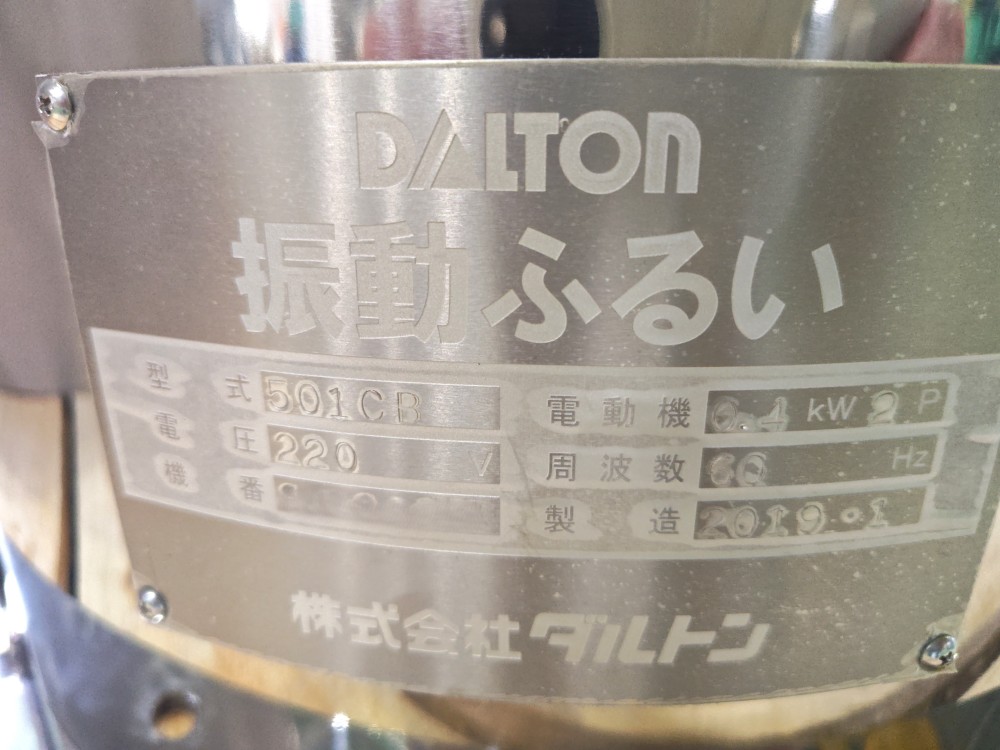 DALTON
振動ふるい
型 式 501CB 電動機 0.4 kW 2 P
電 圧 220 V 周波数 60 Hz
機 番 製 造 2019.1
株式会社ダルトン